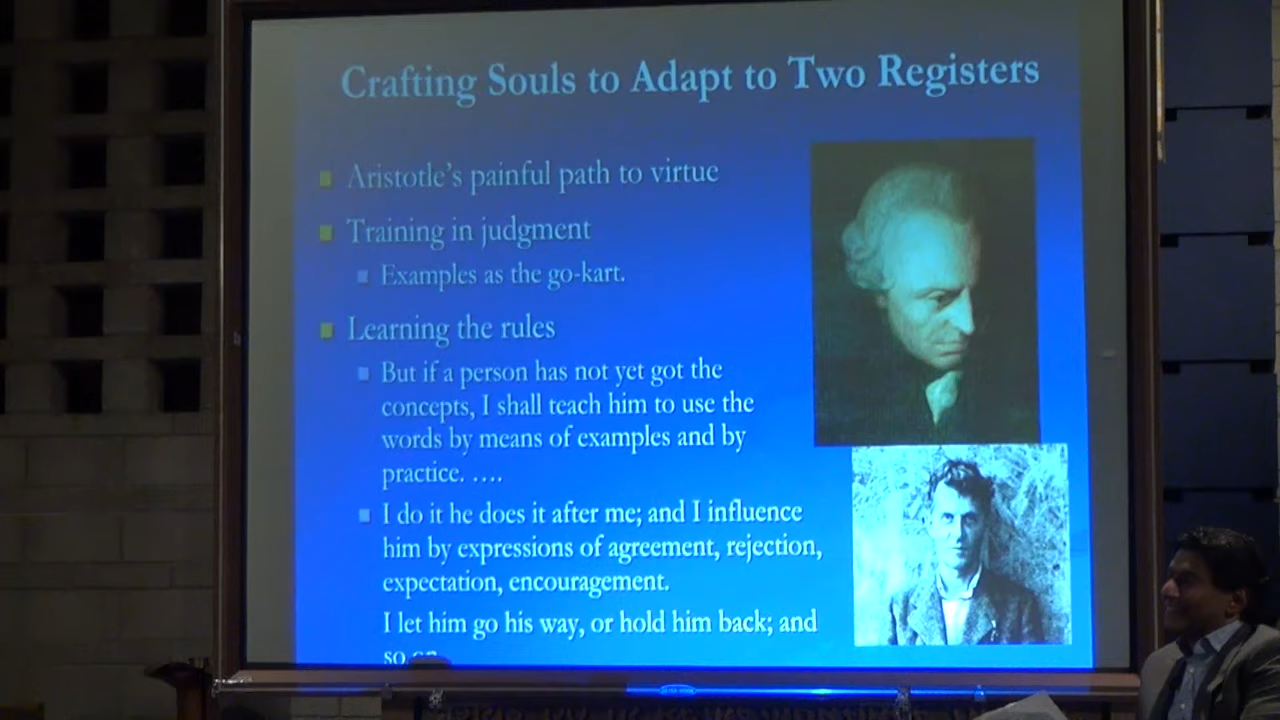 Crafting Souls to Adapt to Two Registers
Aristotle's painful path to virtue
Training in judgment
Examples as the go-kart.
Learning the rules
But if a person has not yet got the
concepts, I shall teach him to use the
words by means of examples and by
practice. ….
I do it he does it after me; and I influence
him by expressions of agreement, rejection,
expectation, encouragement.
I let him go his way, or hold him back; and
so on